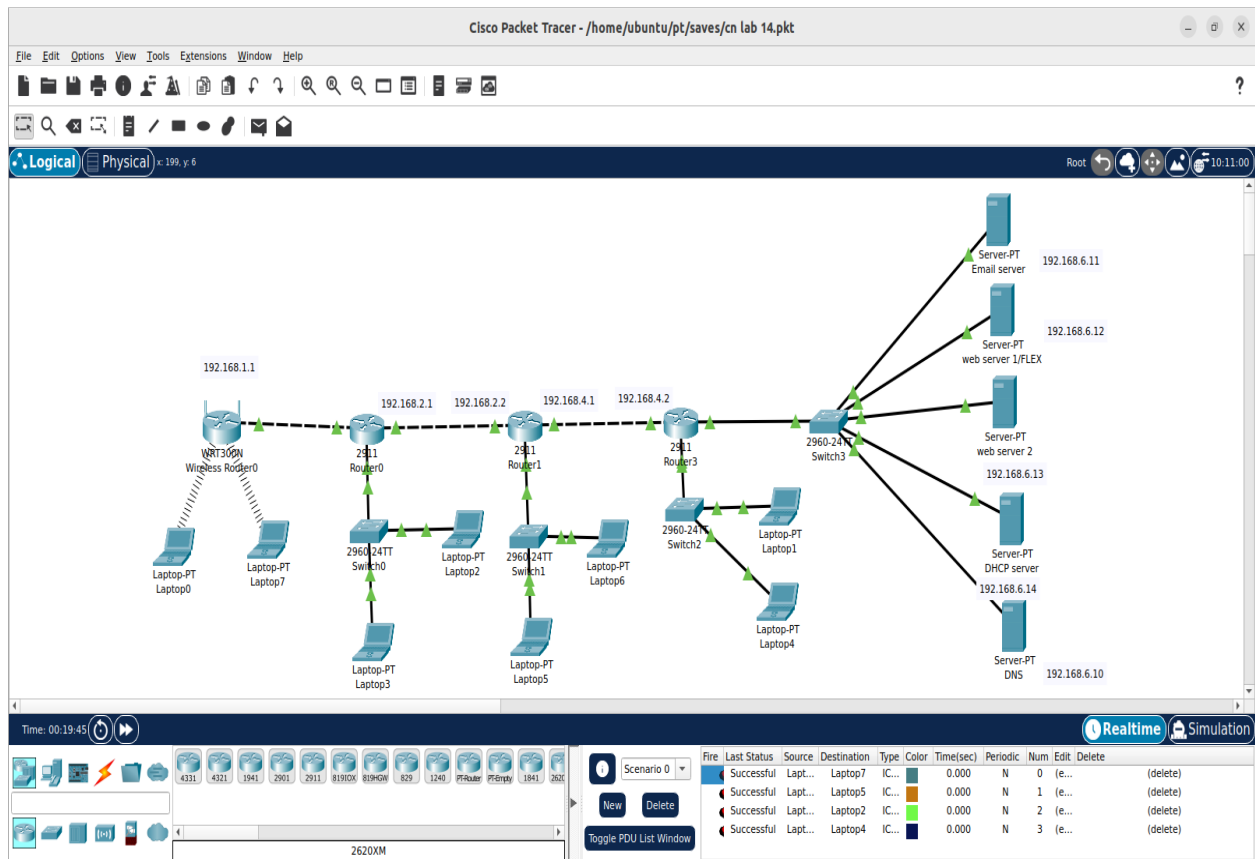 Cisco Packet Tracer - /home/ubuntu/pt/saves/cn lab 14.pkt
File Edit Options View Tools Extensions Window Help
?
Logical Physical x: 199, y: 6 Root 10:11:00
Server-PT
Email server
192.168.6.11
192.168.6.12
Server-PT
web server 1/FLEX
192.168.1.1
192.168.2.1 192.168.2.2 192.168.4.1 192.168.4.2
WRT300N
Wireless Router0
2911
Router0
2911
Router1
2911
Router3
2960-24TT
Switch3
Server-PT
web server 2
192.168.6.13
Laptop-PT
Laptop0
Laptop-PT
Laptop7
2960-24TT
Switch0
Laptop-PT
Laptop2
2960-24TT
Switch1
Laptop-PT
Laptop6
2960-24TT
Switch2
Laptop-PT
Laptop1
Server-PT
DHCP server
192.168.6.14
Laptop-PT
Laptop3
Laptop-PT
Laptop5
Laptop-PT
Laptop4
Server-PT
DNS
192.168.6.10
Time: 00:19:45 Realtime Simulation
4331 4321 1941 2901 2911 819IOX 819HGW 829 1240 PT-Router PT-Empty 1841 2620
2620XM
Scenario 0
New Delete
Toggle PDU List Window
Fire Last Status Source Destination Type Color Time(sec) Periodic Num Edit Delete
Successful Lapt... Laptop7 IC... 0.000 N 0 (e... (delete)
Successful Lapt... Laptop5 IC... 0.000 N 1 (e... (delete)
Successful Lapt... Laptop2 IC... 0.000 N 2 (e... (delete)
Successful Lapt... Laptop4 IC... 0.000 N 3 (e... (delete)